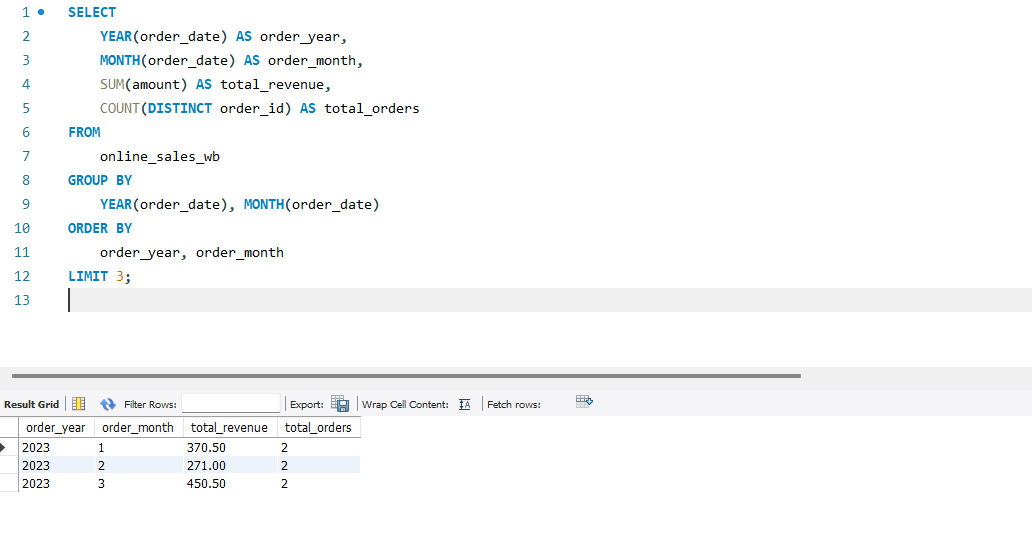 1 SELECT
2 YEAR(order_date) AS order_year,
3 MONTH(order_date) AS order_month,
4 SUM(amount) AS total_revenue,
5 COUNT(DISTINCT order_id) AS total_orders
6 FROM
7 online_sales_wb
8 GROUP BY
9 YEAR(order_date), MONTH(order_date)
10 ORDER BY
11 order_year, order_month
12 LIMIT 3;
13
Result Grid Filter Rows: Export: Wrap Cell Content: IA Fetch rows:
order_year order_month total_revenue total_orders
2023 1 370.50 2
2023 2 271.00 2
2023 3 450.50 2